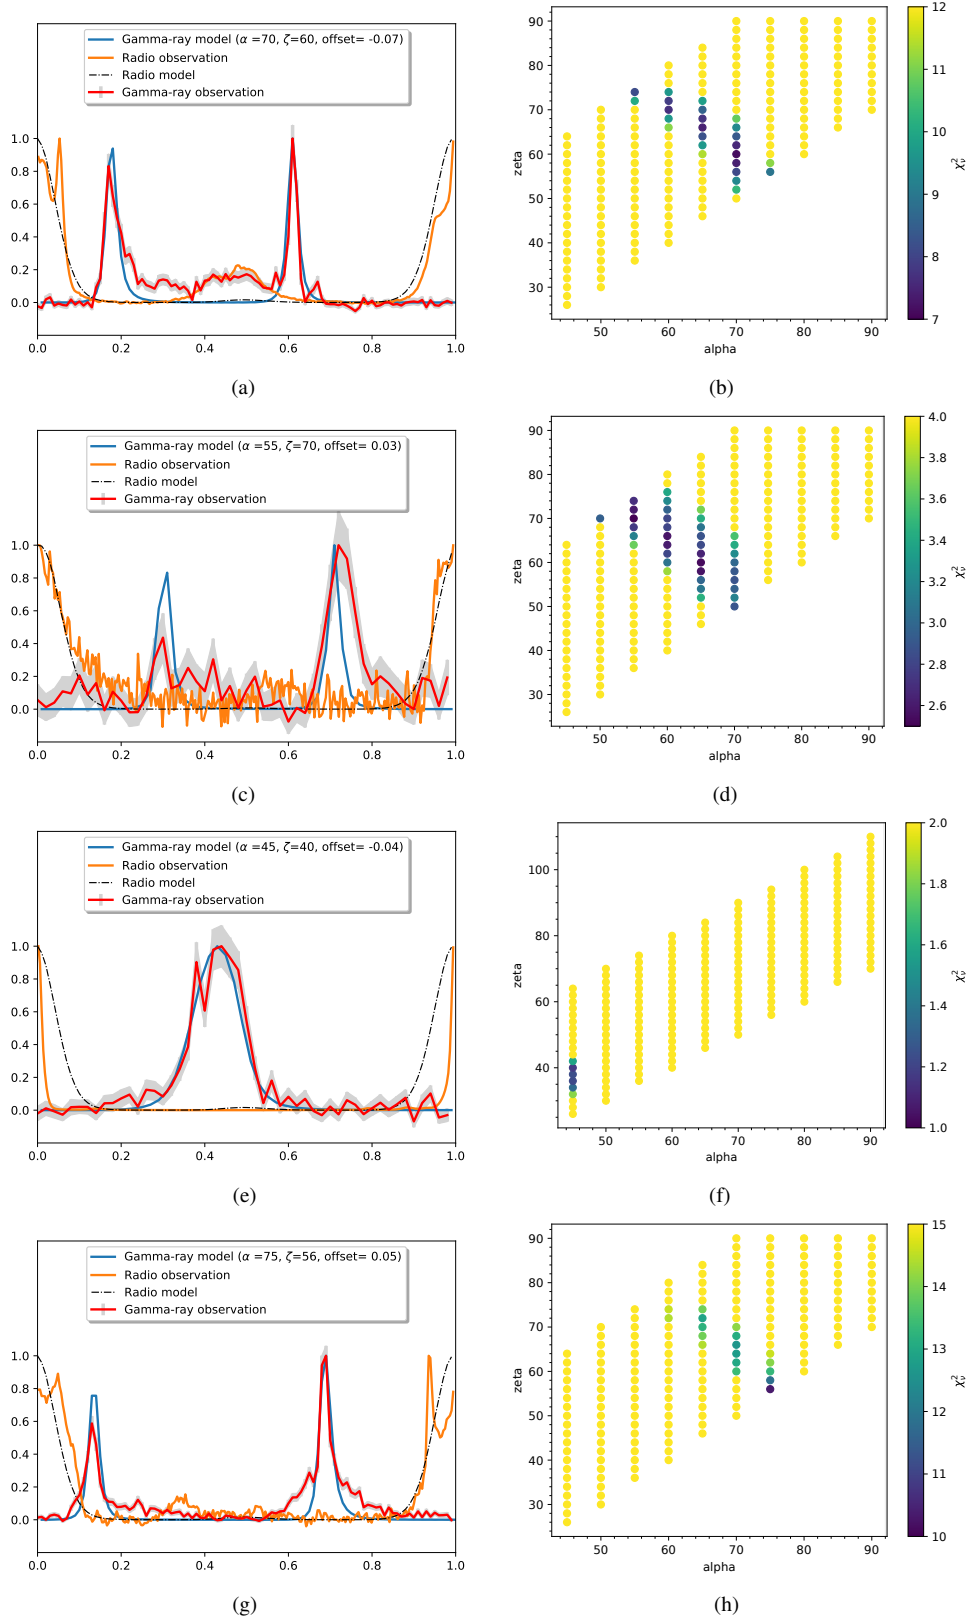 Gamma-ray model (α =70, ζ=60, offset= -0.07)
Radio observation
Radio model
Gamma-ray observation
1.0
0.8
0.6
0.4
0.2
0.0
0.0 0.2 0.4 0.6 0.8 1.0
(a)
90
80
70
60
50
40
30
zeta
50 60 70 80 90
alpha
12
11
10
9
8
7
χ²ᵥ
(b)
Gamma-ray model (α =55, ζ=70, offset= 0.03)
Radio observation
Radio model
Gamma-ray observation
1.0
0.8
0.6
0.4
0.2
0.0
0.0 0.2 0.4 0.6 0.8 1.0
(c)
90
80
70
60
50
40
30
zeta
50 60 70 80 90
alpha
4.0
3.8
3.6
3.4
3.2
3.0
2.8
2.6
χ²ᵥ
(d)
Gamma-ray model (α =45, ζ=40, offset= -0.04)
Radio observation
Radio model
Gamma-ray observation
1.0
0.8
0.6
0.4
0.2
0.0
0.0 0.2 0.4 0.6 0.8 1.0
(e)
100
80
60
40
zeta
50 60 70 80 90
alpha
2.0
1.8
1.6
1.4
1.2
1.0
χ²ᵥ
(f)
Gamma-ray model (α =75, ζ=56, offset= 0.05)
Radio observation
Radio model
Gamma-ray observation
1.0
0.8
0.6
0.4
0.2
0.0
0.0 0.2 0.4 0.6 0.8 1.0
(g)
90
80
70
60
50
40
30
zeta
50 60 70 80 90
alpha
15
14
13
12
11
10
χ²ᵥ
(h)